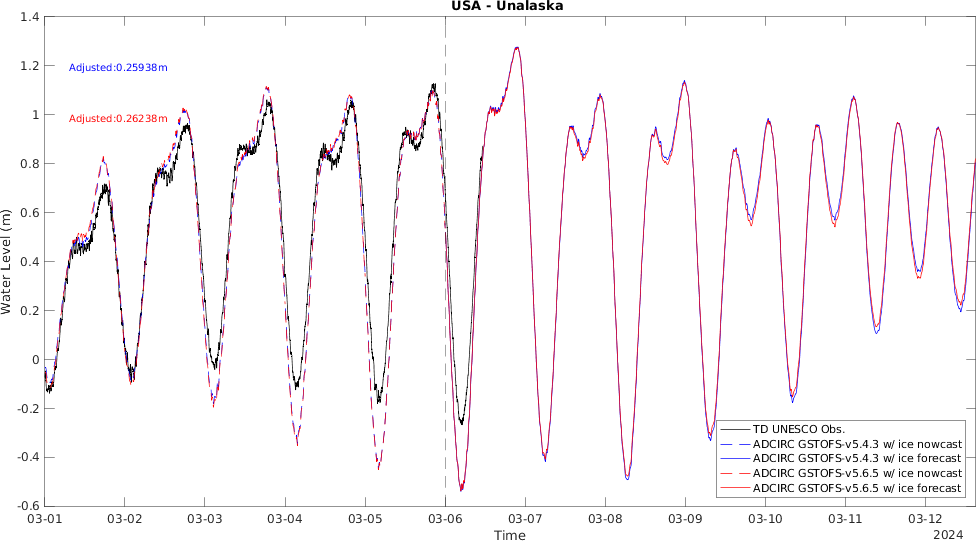 USA - Unalaska
1.4
1.2
1
0.8
0.6
0.4
0.2
0
-0.2
-0.4
-0.6
Water Level (m)
Adjusted:0.25938m
Adjusted:0.26238m
TD UNESCO Obs.
ADCIRC GSTOFS-v5.4.3 w/ ice nowcast
ADCIRC GSTOFS-v5.4.3 w/ ice forecast
ADCIRC GSTOFS-v5.6.5 w/ ice nowcast
ADCIRC GSTOFS-v5.6.5 w/ ice forecast
03-01 03-02 03-03 03-04 03-05 03-06 03-07 03-08 03-09 03-10 03-11 03-12
Time
2024